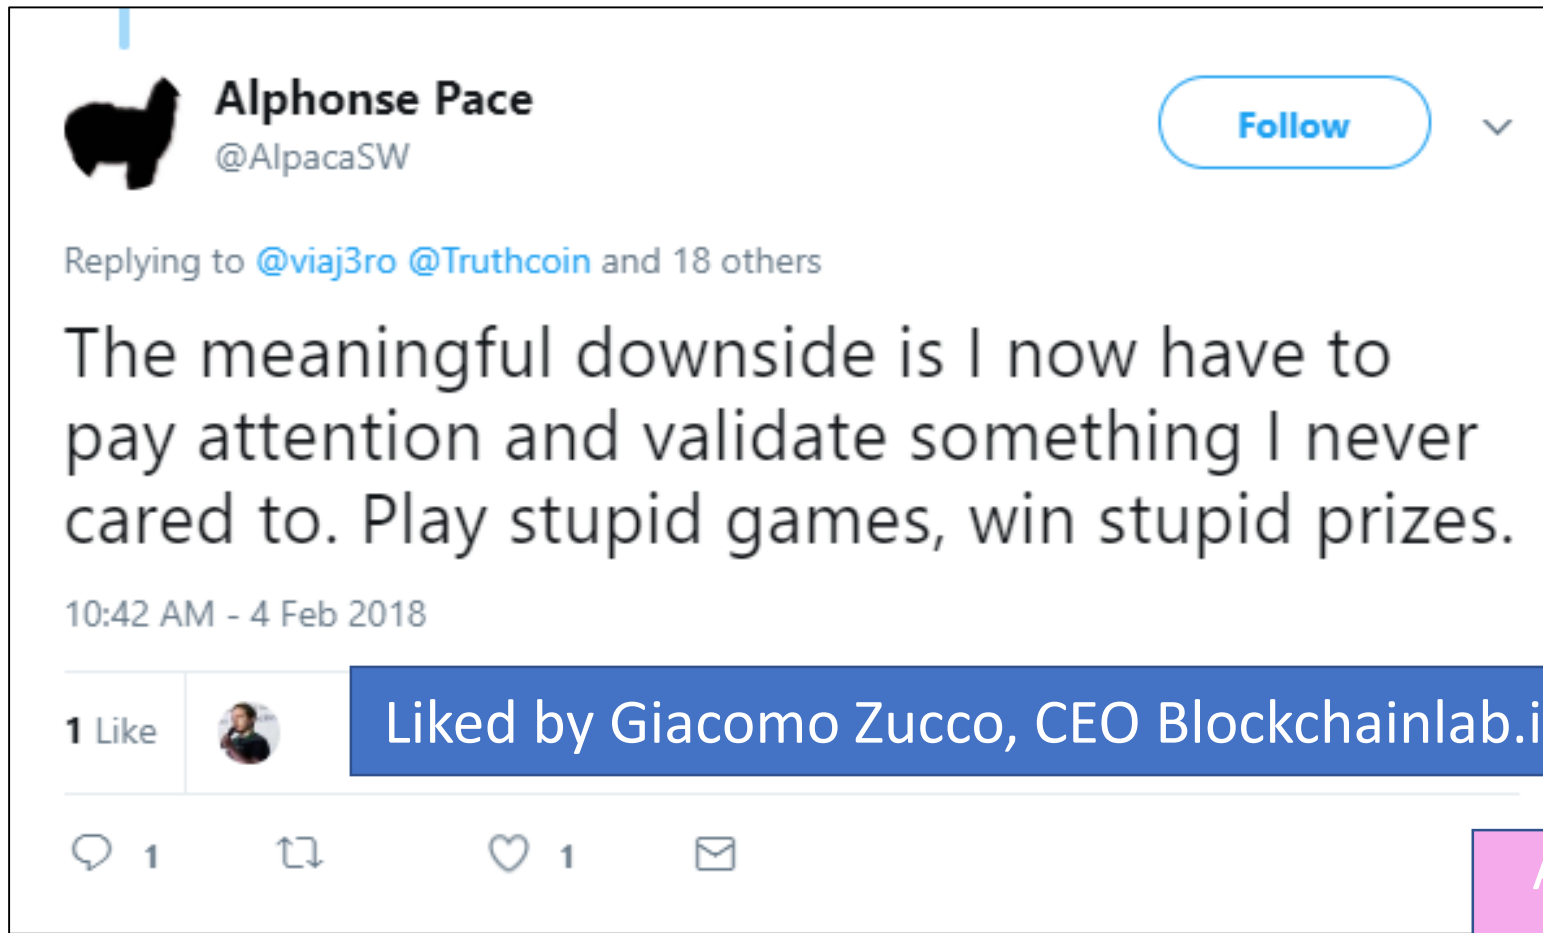 Alphonse Pace
@AlpacaSW
Follow
Replying to @viaj3ro @Truthcoin and 18 others
The meaningful downside is I now have to
pay attention and validate something I never
cared to. Play stupid games, win stupid prizes.
10:42 AM - 4 Feb 2018
1 Like
Liked by Giacomo Zucco, CEO Blockchainlab.i
1
1